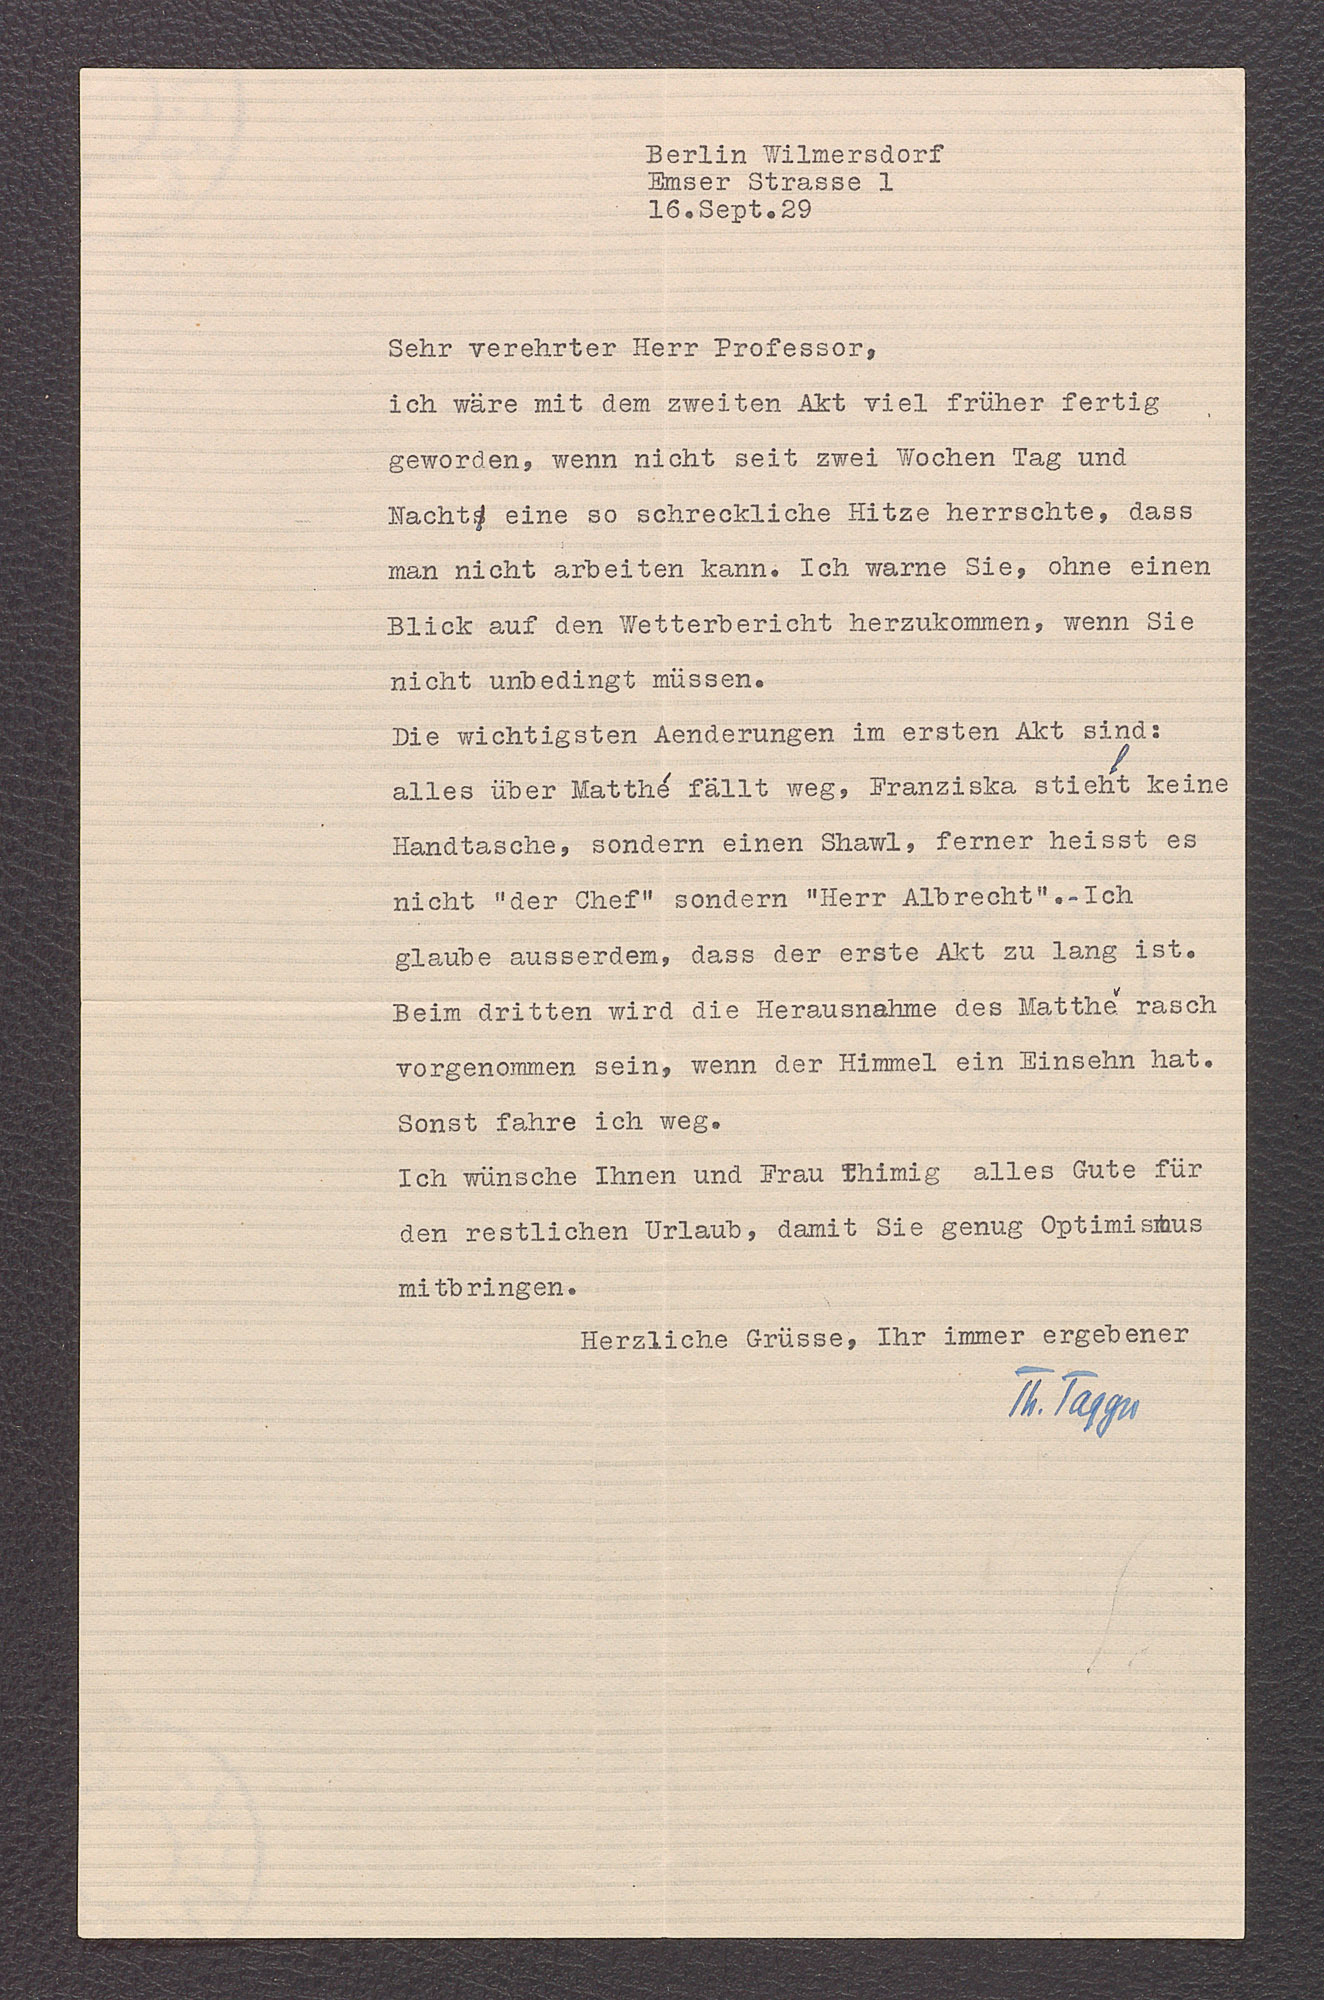 Berlin Wilmersdorf
Emser Strasse 1
16.Sept.29
Sehr verehrter Herr Professor,
ich wäre mit dem zweiten Akt viel früher fertig
geworden, wenn nicht seit zwei Wochen Tag und
Nacht eine so schreckliche Hitze herrschte, dass
man nicht arbeiten kann. Ich warne Sie, ohne einen
Blick auf den Wetterbericht herzukommen, wenn Sie
nicht unbedingt müssen.
Die wichtigsten Aenderungen im ersten Akt sind:
alles über Matthé fällt weg, Franziska stiehlt keine
Handtasche, sondern einen Shawl, ferner heisst es
nicht "der Chef" sondern "Herr Albrecht".-Ich
glaube ausserdem, dass der erste Akt zu lang ist.
Beim dritten wird die Herausnahme des Matthé rasch
vorgenommen sein, wenn der Himmel ein Einsehn hat.
Sonst fahre ich weg.
Ich wünsche Ihnen und Frau Thimig alles Gute für
den restlichen Urlaub, damit Sie genug Optimismus
mitbringen.
Herzliche Grüsse, Ihr immer ergebener
Th. Tagger